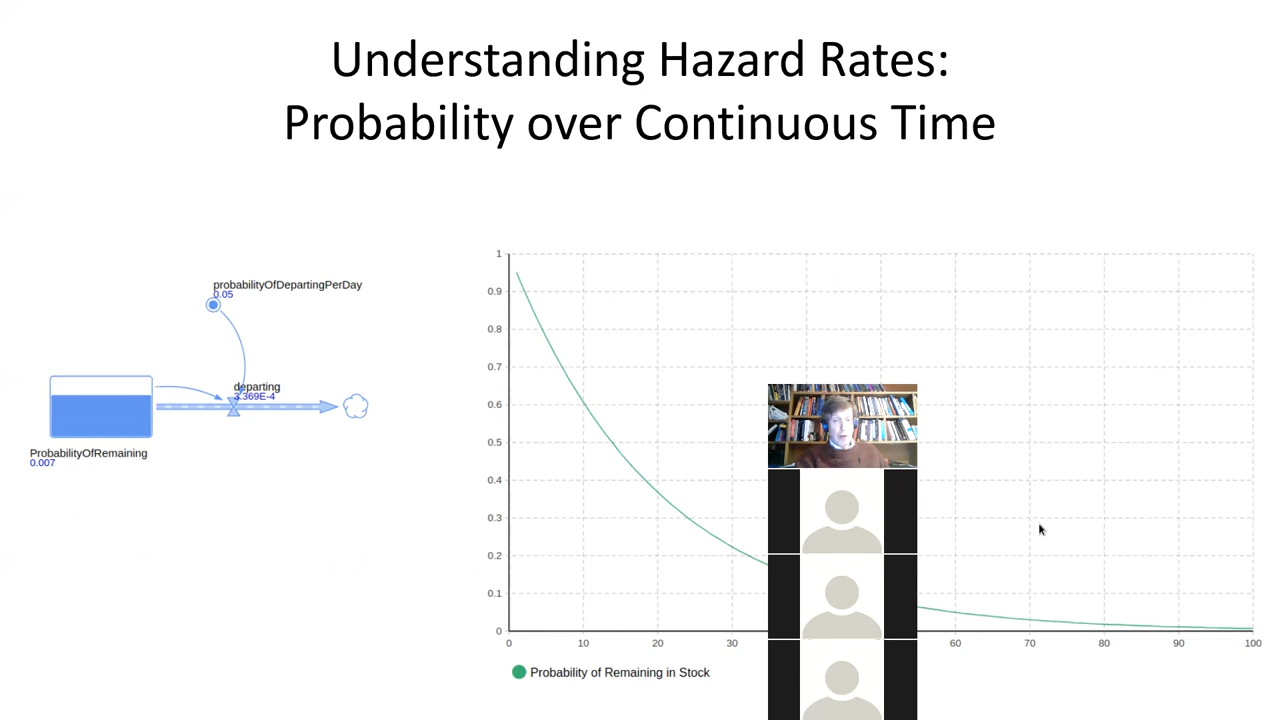 Understanding Hazard Rates:
Probability over Continuous Time
probabilityOfDepartingPerDay
0.05
departing
3.369E-4
ProbabilityOfRemaining
0.007
1
0.9
0.8
0.7
0.6
0.5
0.4
0.3
0.2
0.1
0
0 10 20 30 60 70 80 90 100
Probability of Remaining in Stock